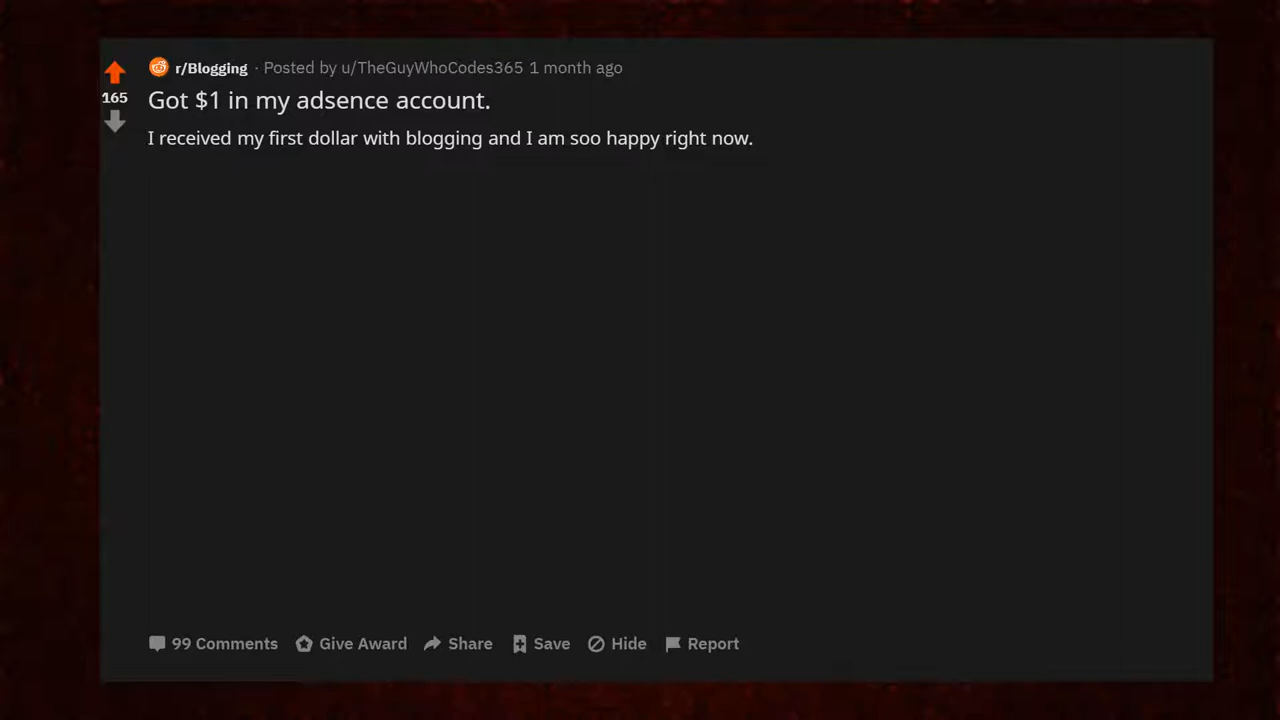 r/Blogging · Posted by u/TheGuyWhoCodes365 1 month ago
165
Got $1 in my adsence account.
I received my first dollar with blogging and I am soo happy right now.
99 Comments Give Award Share Save Hide Report